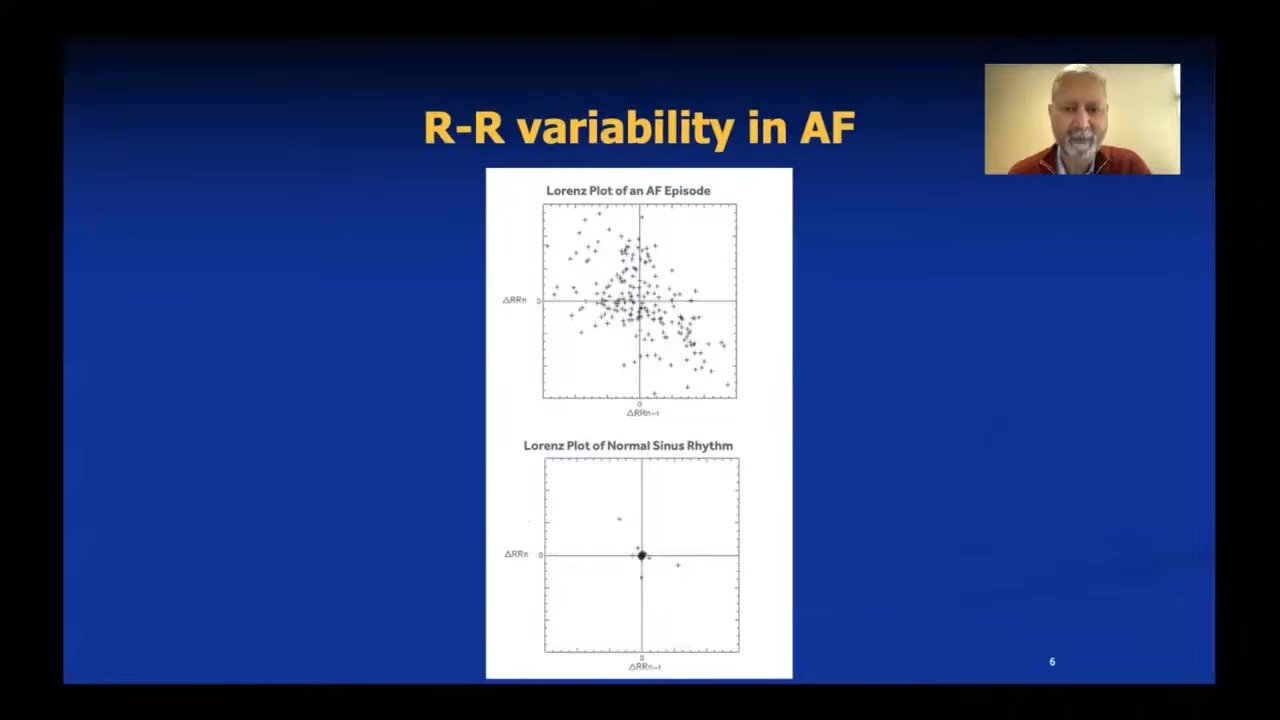 R-R variability in AF
Lorenz Plot of an AF Episode
ΔRRn 0
0
ΔRRn-1
Lorenz Plot of Normal Sinus Rhythm
ΔRRn 0
0
ΔRRn-1
6